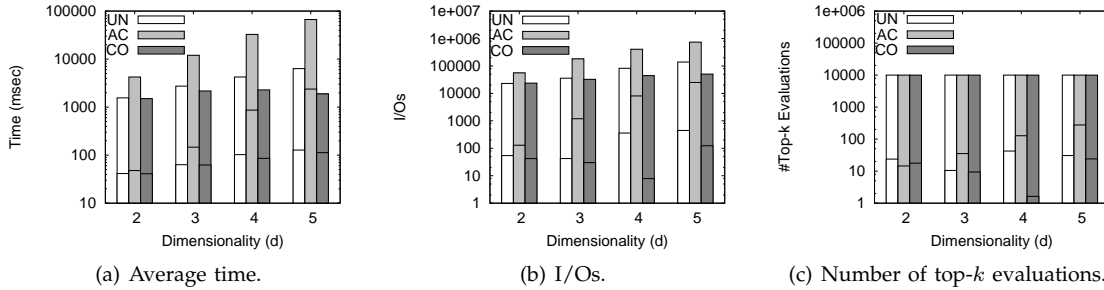 UN
AC
CO
100000
10000
1000
100
10
Time (msec)
2 3 4 5
Dimensionality (d)
(a) Average time.
UN
AC
CO
1e+007
1e+006
100000
10000
1000
100
10
1
I/Os
2 3 4 5
Dimensionality (d)
(b) I/Os.
UN
AC
CO
1e+006
100000
10000
1000
100
10
1
#Top-k Evaluations
2 3 4 5
Dimensionality (d)
(c) Number of top-k evaluations.